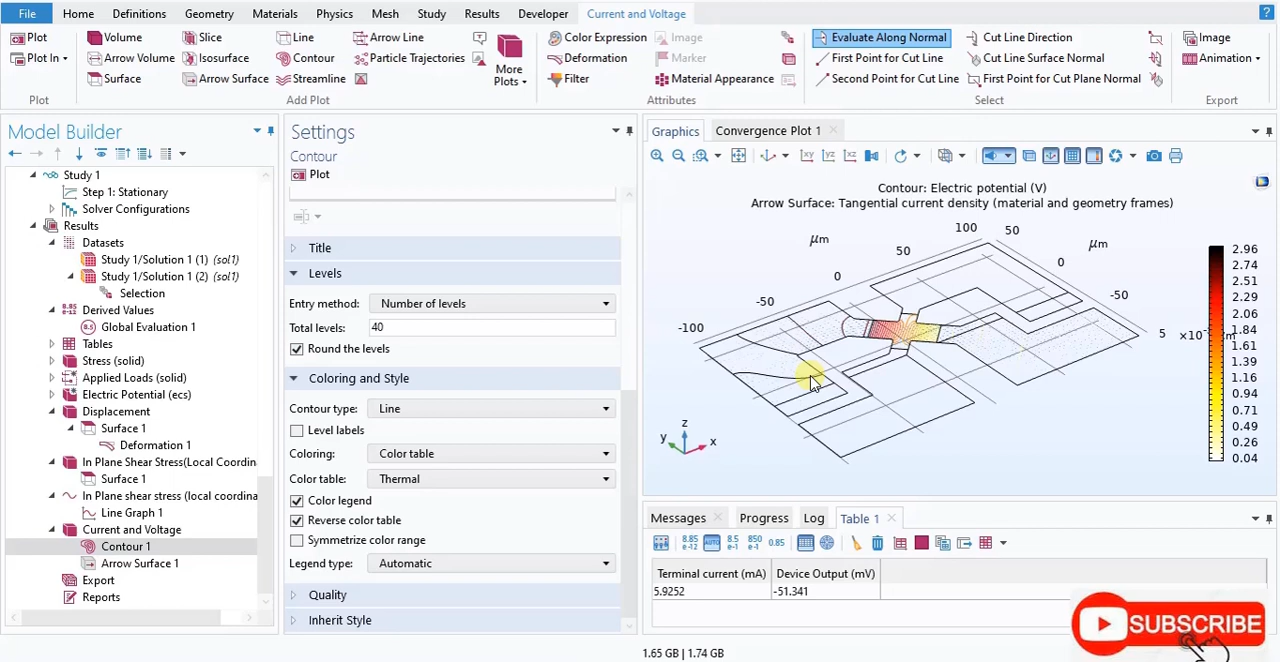 File Home Definitions Geometry Materials Physics Mesh Study Results Developer Current and Voltage ?
Plot Volume Slice Line Arrow Line Color Expression Image Evaluate Along Normal Cut Line Direction Image
Plot In Arrow Volume Isosurface Contour Particle Trajectories Deformation Marker First Point for Cut Line Cut Line Surface Normal Animation
Surface Arrow Surface Streamline More Plots Filter Material Appearance Second Point for Cut Line First Point for Cut Plane Normal
Plot Add Plot Attributes Select Export
Model Builder
Study 1
Step 1: Stationary
Solver Configurations
Results
Datasets
Study 1/Solution 1 (1) (sol1)
Study 1/Solution 1 (2) (sol1)
Selection
Derived Values
Global Evaluation 1
Tables
Stress (solid)
Applied Loads (solid)
Electric Potential (ecs)
Displacement
Surface 1
Deformation 1
In Plane Shear Stress(Local Coordin
Surface 1
In Plane shear stress (local coordina
Line Graph 1
Current and Voltage
Contour 1
Arrow Surface 1
Export
Reports
Settings
Contour
Plot
Title
Levels
Entry method: Number of levels
Total levels: 40
Round the levels
Coloring and Style
Contour type: Line
Level labels
Coloring: Color table
Color table: Thermal
Color legend
Reverse color table
Symmetrize color range
Legend type: Automatic
Quality
Inherit Style
Graphics Convergence Plot 1
Contour: Electric potential (V)
Arrow Surface: Tangential current density (material and geometry frames)
100 50
μm 50 μm
0 0
-50 -50
-100 5 ×10
y z x
2.96
2.74
2.51
2.29
2.06
1.84
1.61
1.39
1.16
0.94
0.71
0.49
0.26
0.04
Messages Progress Log Table 1
8.85 e-12 AUTO 8.5 e-1 850 e-1 0.85
Terminal current (mA) Device Output (mV)
5.9252 -51.341
SUBSCRIBE
1.65 GB | 1.74 GB